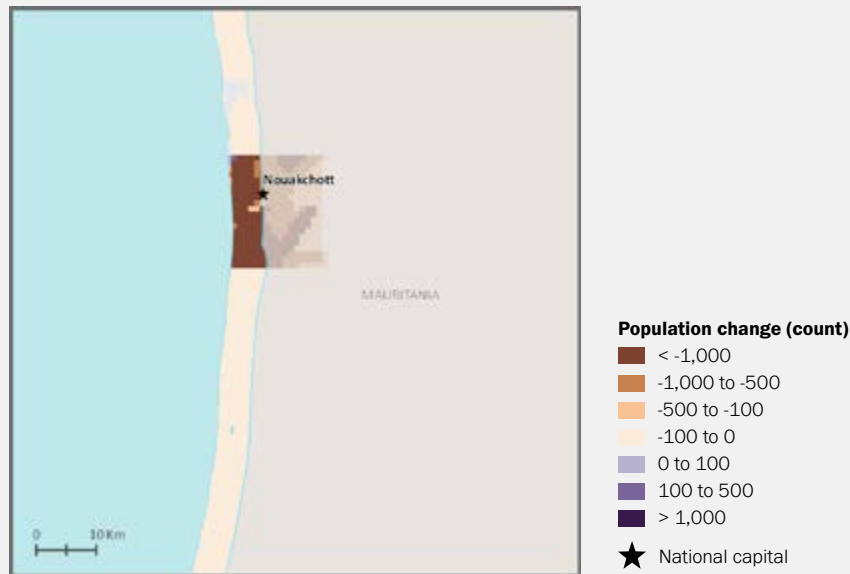 Nouakchott
MAURITANIA
0 10 Km
Population change (count)
< -1,000
-1,000 to -500
-500 to -100
-100 to 0
0 to 100
100 to 500
> 1,000
National capital